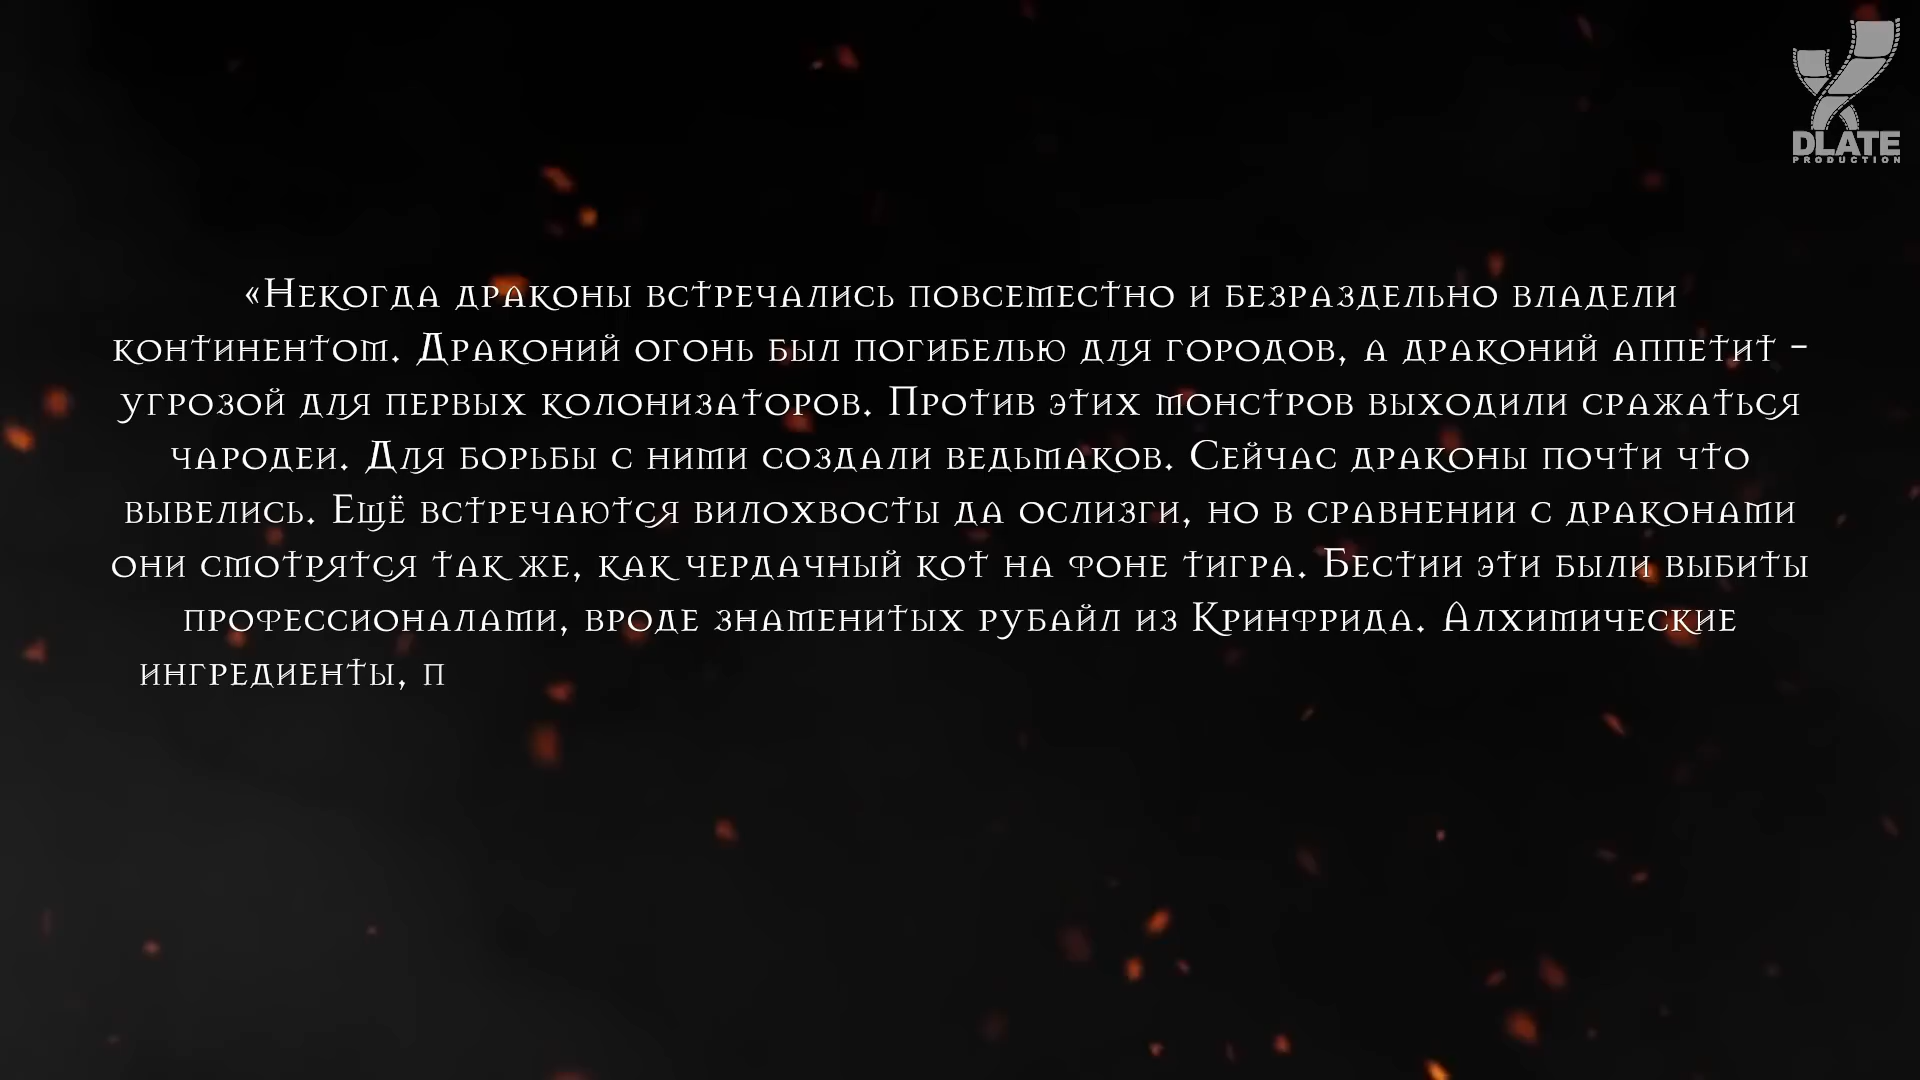 DLATE
PRODUCTION
«Некогда драконы встречались повсеместно и безраздельно владели
континентом. Драконий огонь был погибелью для городов, а драконий аппетит –
угрозой для первых колонизаторов. Против этих монстров выходили сражаться
чародеи. Для борьбы с ними создали ведьмаков. Сейчас драконы почти что
вывелись. Ещё встречаются вилохвосты да ослизги, но в сравнении с драконами
они смотрятся так же, как чердачный кот на фоне тигра. Бестии эти были выбиты
профессионалами, вроде знаменитых рубайл из Кринфрида. Алхимические
ингредиенты, п